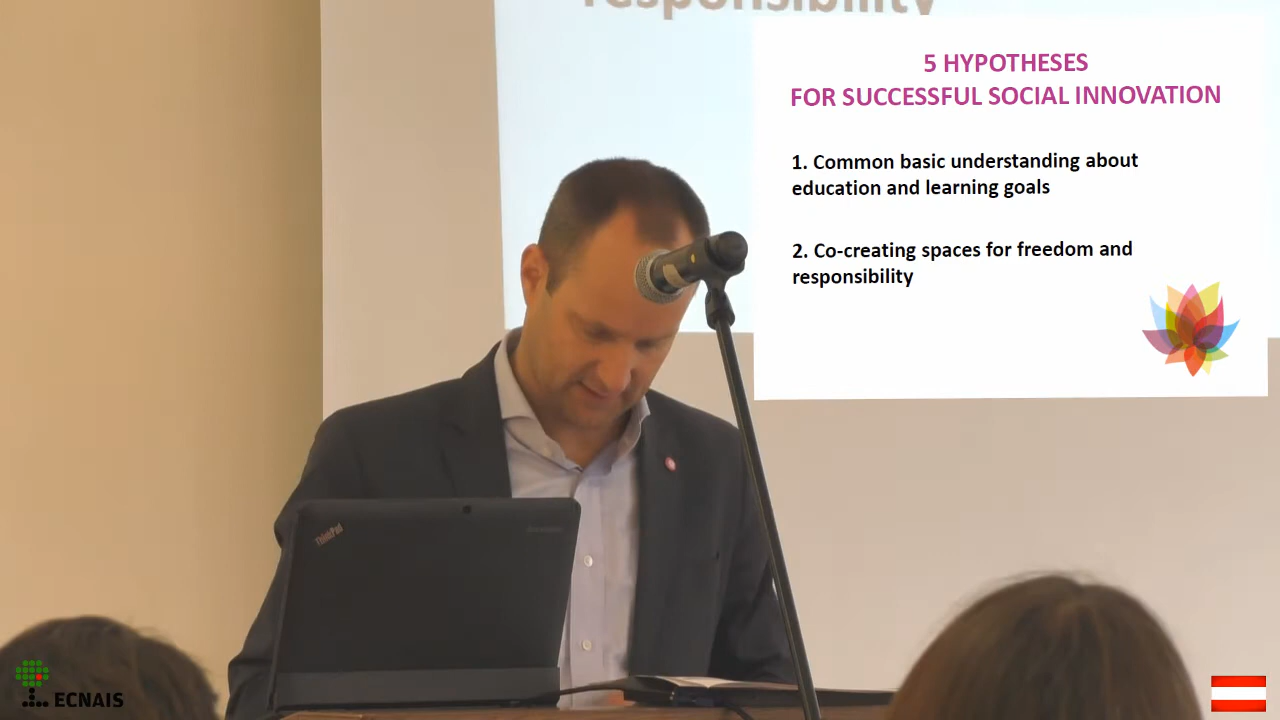 responsibility
5 HYPOTHESES
FOR SUCCESSFUL SOCIAL INNOVATION
1. Common basic understanding about
education and learning goals
2. Co-creating spaces for freedom and
responsibility
ThinkPad
ECNAIS